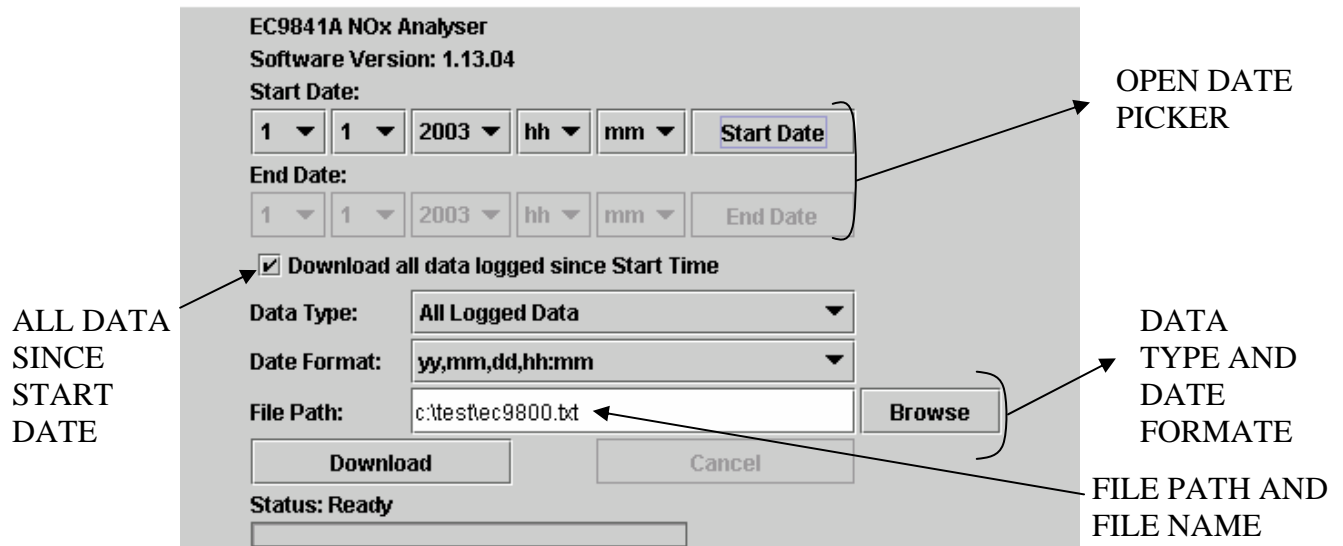 EC9841A NOx Analyser
Software Version: 1.13.04
Start Date:
1 1 2003 hh mm Start Date
End Date:
1 1 2003 hh mm End Date
Download all data logged since Start Time
Data Type: All Logged Data
Date Format: yy,mm,dd,hh:mm
File Path: c:\test\ec9800.txt Browse
Download Cancel
Status: Ready
OPEN DATE
PICKER
ALL DATA
SINCE
START
DATE
DATA
TYPE AND
DATE
FORMATE
FILE PATH AND
FILE NAME